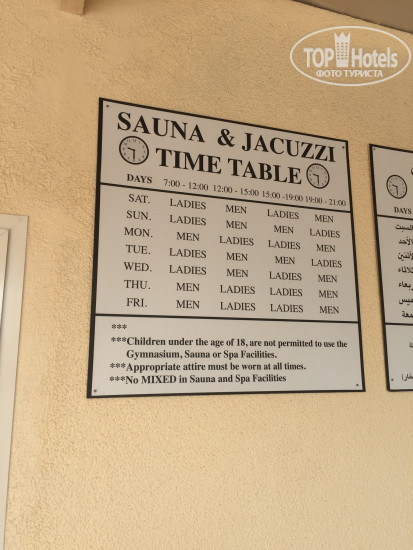 TOP Hotels
ФОТО ТУРИСТА
SAUNA & JACUZZI
TIME TABLE
DAYS 7:00 - 12:00 12:00 - 15:00 15:00 -19:00 19:00 - 21:00
SAT. LADIES MEN LADIES MEN
SUN. LADIES MEN MEN LADIES
MON. MEN LADIES LADIES MEN
TUE. LADIES LADIES MEN LADIES
WED. LADIES MEN LADIES MEN
THU. MEN LADIES LADIES MEN
FRI. MEN LADIES LADIES MEN
***
***Children under the age of 18, are not permitted to use the
Gymnasium, Sauna or Spa Facilities.
***Appropriate attire must be worn at all times.
***No MIXED in Sauna and Spa Facilities
السبت
الأحد